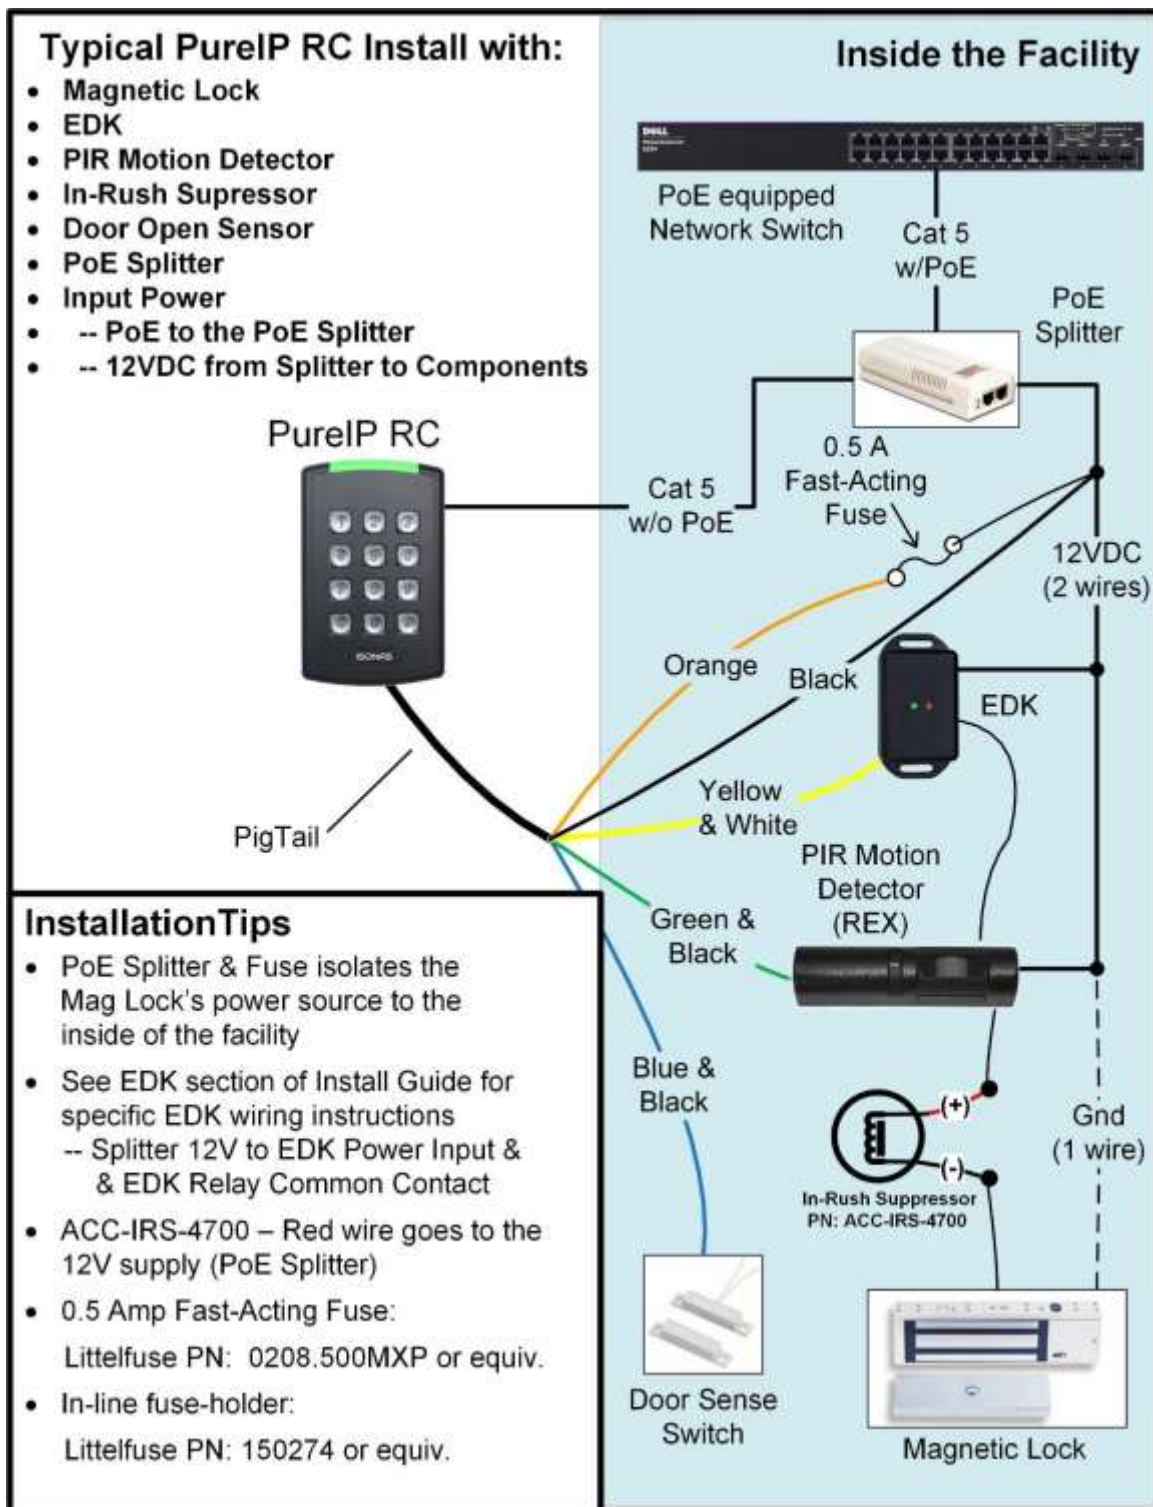 Typical PureIP RC Install with:
• Magnetic Lock
• EDK
• PIR Motion Detector
• In-Rush Supressor
• Door Open Sensor
• PoE Splitter
• Input Power
• -- PoE to the PoE Splitter
• -- 12VDC from Splitter to Components
Inside the Facility
DELL
PoE equipped
Network Switch
Cat 5
w/PoE
PoE
Splitter
PureIP RC
Cat 5
w/o PoE
0.5 A
Fast-Acting
Fuse
12VDC
(2 wires)
ISONAS
Orange
Black
EDK
Yellow
& White
PigTail
PIR Motion
Detector
(REX)
Green &
Black
Blue &
Black
(+)
(-)
Gnd
(1 wire)
In-Rush Suppressor
PN: ACC-IRS-4700
Door Sense
Switch
Magnetic Lock
InstallationTips
• PoE Splitter & Fuse isolates the
Mag Lock's power source to the
inside of the facility
• See EDK section of Install Guide for
specific EDK wiring instructions
-- Splitter 12V to EDK Power Input &
& EDK Relay Common Contact
• ACC-IRS-4700 – Red wire goes to the
12V supply (PoE Splitter)
• 0.5 Amp Fast-Acting Fuse:
Littelfuse PN: 0208.500MXP or equiv.
• In-line fuse-holder:
Littelfuse PN: 150274 or equiv.